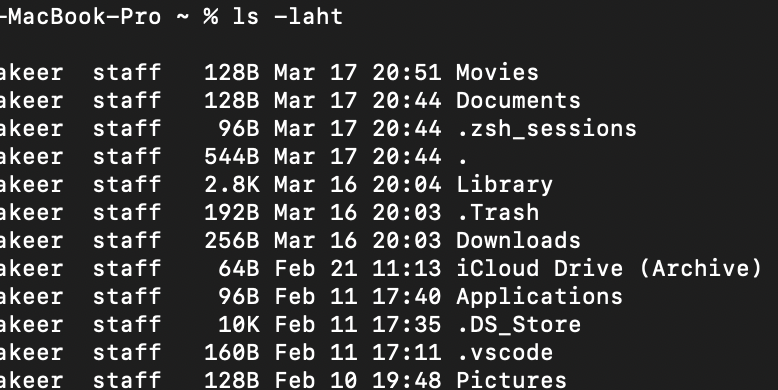 -MacBook-Pro ~ % ls -laht
akeer staff 128B Mar 17 20:51 Movies
akeer staff 128B Mar 17 20:44 Documents
akeer staff 96B Mar 17 20:44 .zsh_sessions
akeer staff 544B Mar 17 20:44 .
akeer staff 2.8K Mar 16 20:04 Library
akeer staff 192B Mar 16 20:03 .Trash
akeer staff 256B Mar 16 20:03 Downloads
akeer staff 64B Feb 21 11:13 iCloud Drive (Archive)
akeer staff 96B Feb 11 17:40 Applications
akeer staff 10K Feb 11 17:35 .DS_Store
akeer staff 160B Feb 11 17:11 .vscode
akeer staff 128B Feb 10 19:48 Pictures